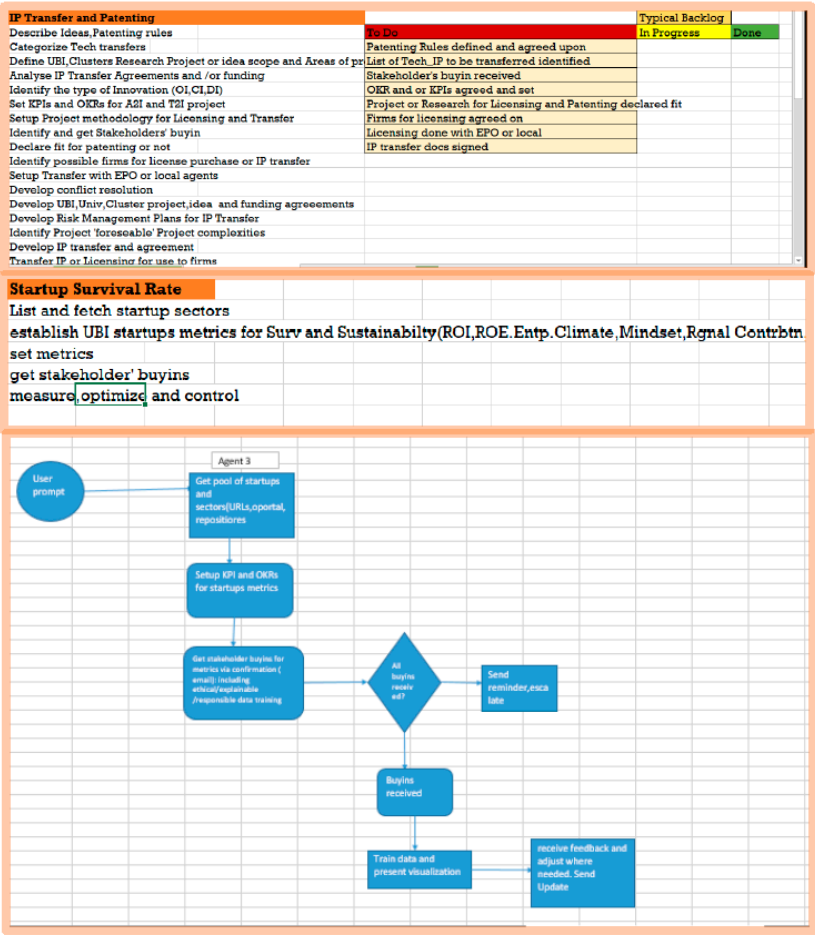 IP Transfer and Patenting
Typical Backlog
Describe Ideas,Patenting rules
To Do
In Progress
Done
Categorize Tech transfers
Patenting Rules defined and agreed upon
Define UBI,Clusters Research Project or idea scope and Areas of pr
List of Tech_IP to be transferred identified
Analyse IP Transfer Agreements and /or funding
Stakeholder's buyin received
Identify the type of Innovation (OI,CI,DI)
OKR and or KPIs agreed and set
Set KPIs and OKRs for A2I and T2I project
Project or Research for Licensing and Patenting declared fit
Setup Project methodology for Licensing and Transfer
Firms for licensing agreed on
Identify and get Stakeholders' buyin
Licensing done with EPO or local
Declare fit for patenting or not
IP transfer docs signed
Identify possible firms for license purchase or IP transfer
Setup Transfer with EPO or local agents
Develop conflict resolution
Develop UBI,Univ,Cluster project,idea and funding agreeements
Develop Risk Management Plans for IP Transfer
Identify Project 'foreseable' Project complexities
Develop IP transfer and agreement
Transfer IP or Licensing for use to firms
Startup Survival Rate
List and fetch startup sectors
establish UBI startups metrics for Surv and Sustainabilty(ROI,ROE.Entp.Climate,Mindset,Rgnal Contrbtn.
set metrics
get stakeholder' buyins
measure,optimize and control
Agent 3
User
prompt
Get pool of startups
and
sectors(URLs,oportal,
repositiores
Setup KPI and OKRs
for startups metrics
Get stakeholder buyins for
metrics via confirmation (
email): including
ethical/explainable
/responsible data training
All
buyins
receiv
ed?
Send
reminder,esca
late
Buyins
received
Train data and
present visualization
receive feedback and
adjust where
needed. Send
Update